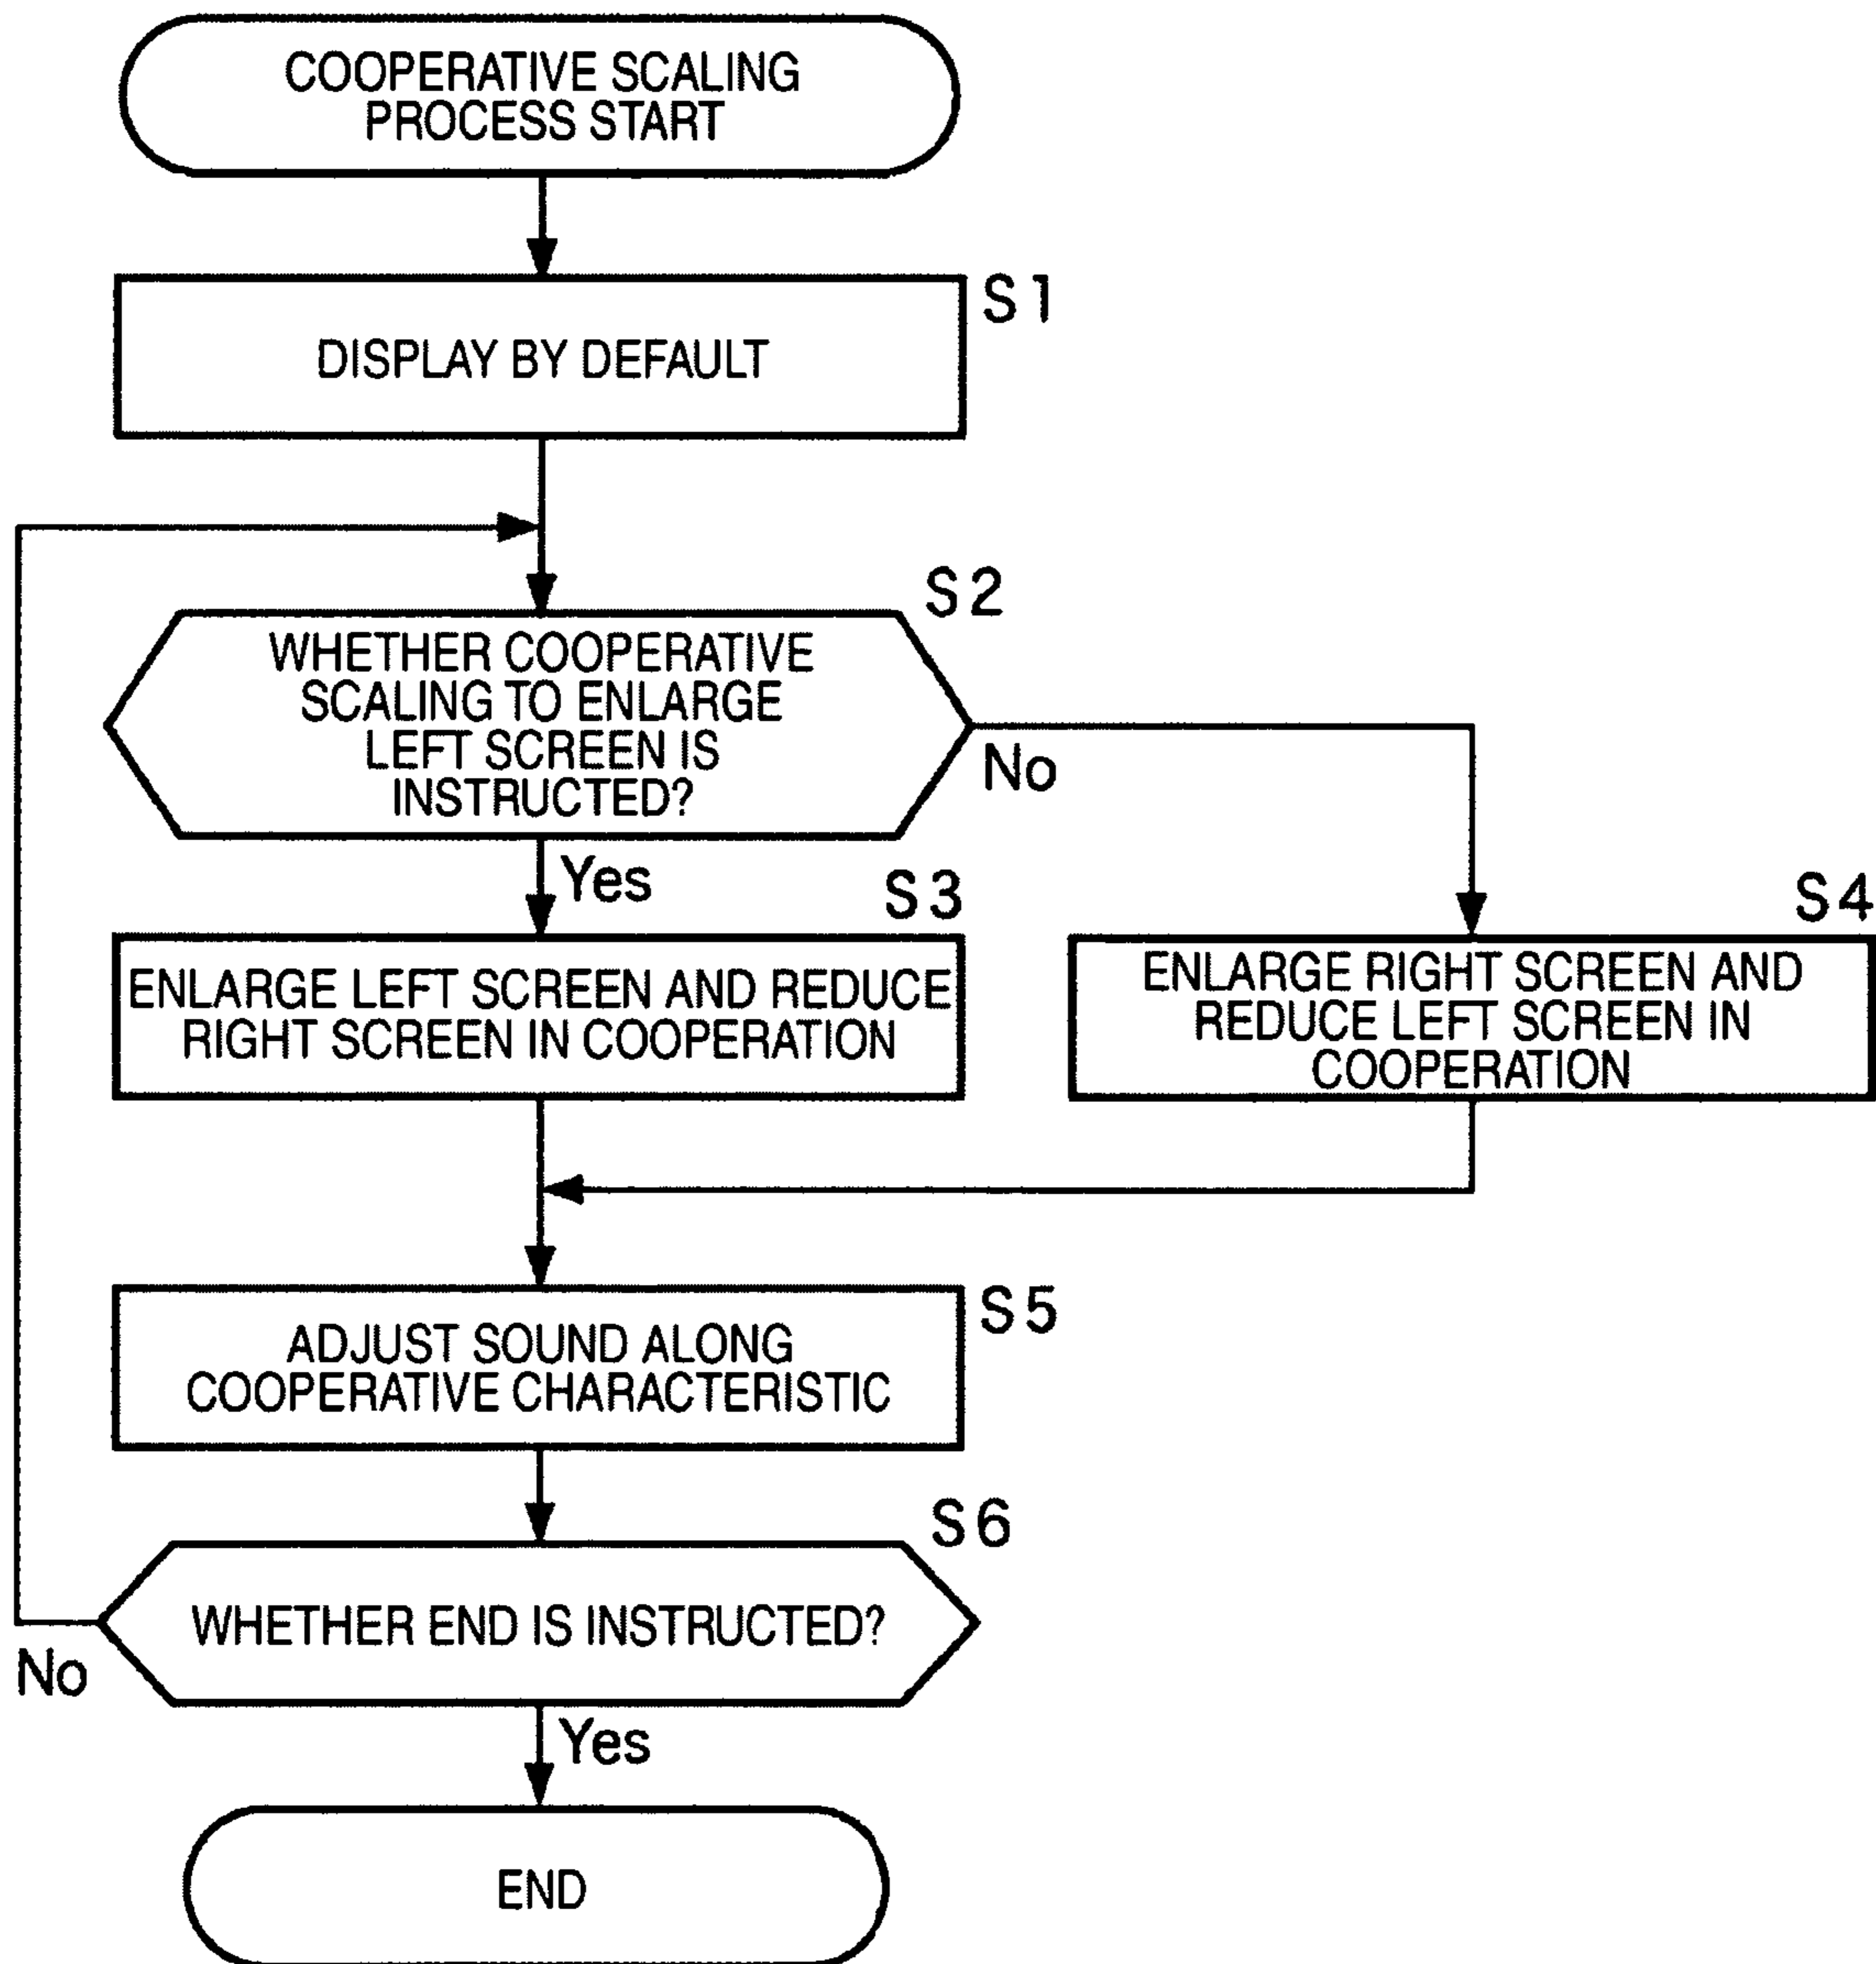 COOPERATIVE SCALING
PROCESS START
S1
DISPLAY BY DEFAULT
S2
WHETHER COOPERATIVE
SCALING TO ENLARGE
LEFT SCREEN IS
INSTRUCTED?
No
Yes
S3
ENLARGE LEFT SCREEN AND REDUCE
RIGHT SCREEN IN COOPERATION
S4
ENLARGE RIGHT SCREEN AND
REDUCE LEFT SCREEN IN
COOPERATION
S5
ADJUST SOUND ALONG
COOPERATIVE CHARACTERISTIC
S6
WHETHER END IS INSTRUCTED?
No
Yes
END